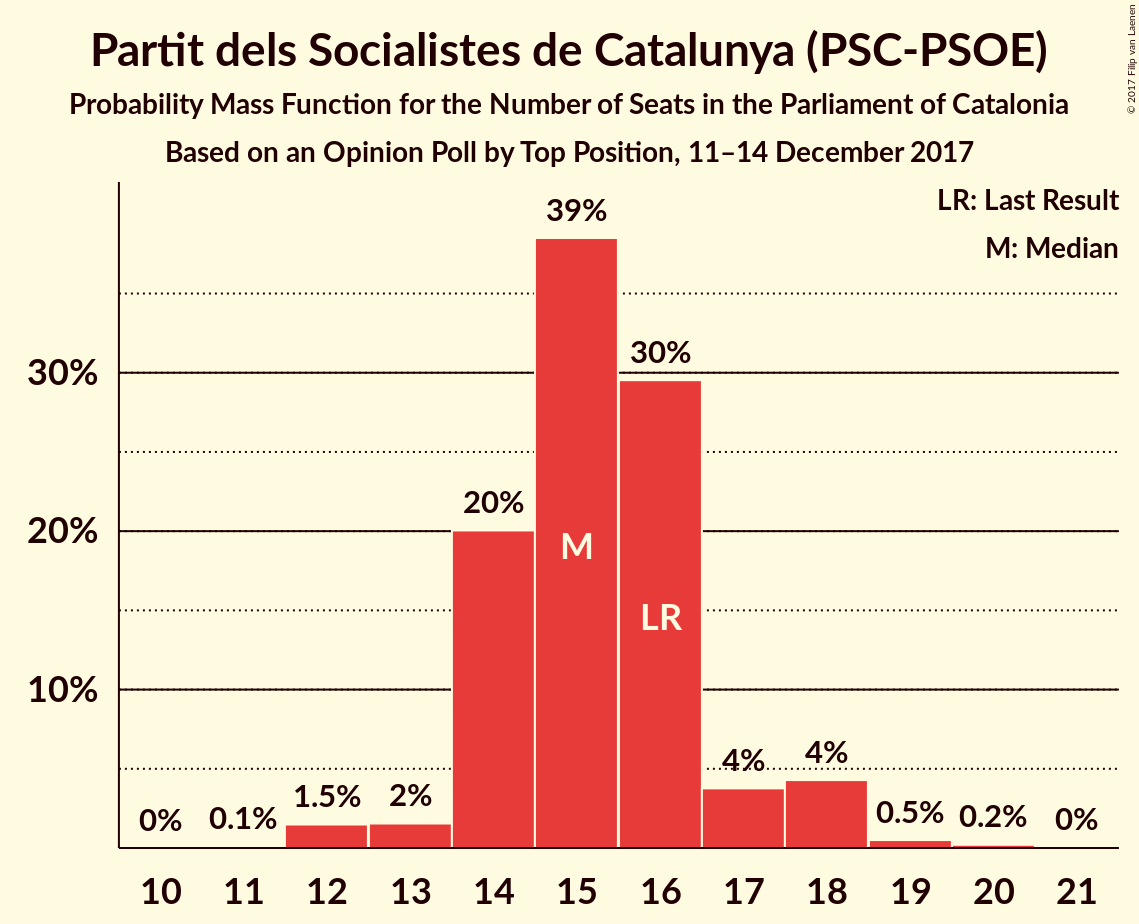 Partit dels Socialistes de Catalunya (PSC-PSOE)
Probability Mass Function for the Number of Seats in the Parliament of Catalonia
Based on an Opinion Poll by Top Position, 11–14 December 2017
© 2017 Filip van Laenen
LR: Last Result
M: Median
39%
30%
20%
M
LR
4%
4%
1.5%
2%
0%
0.1%
0.5%
0.2%
0%
30%
20%
10%
10 11 12 13 14 15 16 17 18 19 20 21